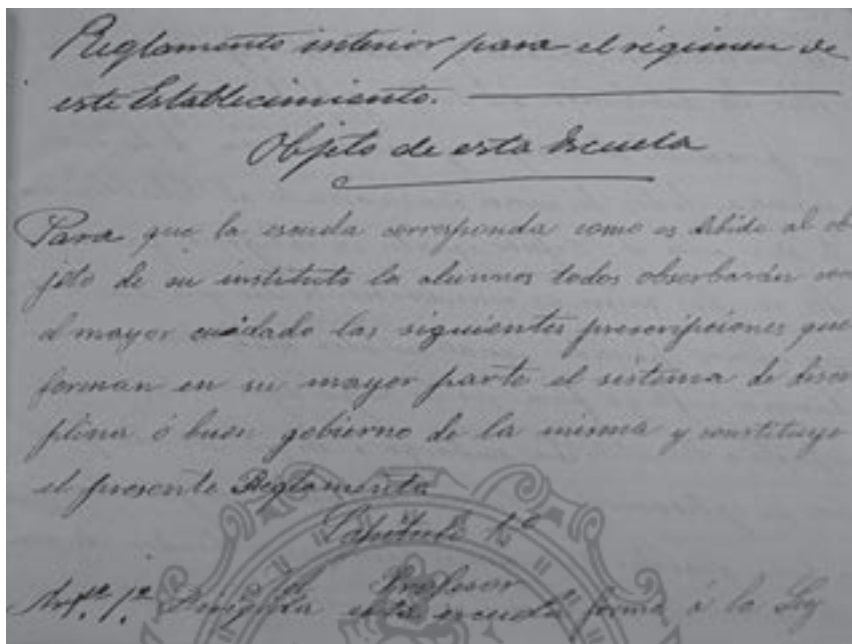 Reglamento interior para el régimen de
este Establecimiento.
Objeto de esta Escuela
Para que la escuela corresponda como es debido al ob
jeto de su instituto la alumnos todos observarán con
el mayor cuidado las siguientes prescripciones que
forman en su mayor parte el sistema de disci
plina ó buen gobierno de la misma y constituye
el presente Reglamento
Capítulo 1º
Profesor
Artº 1º esta escuela forma á la Ley